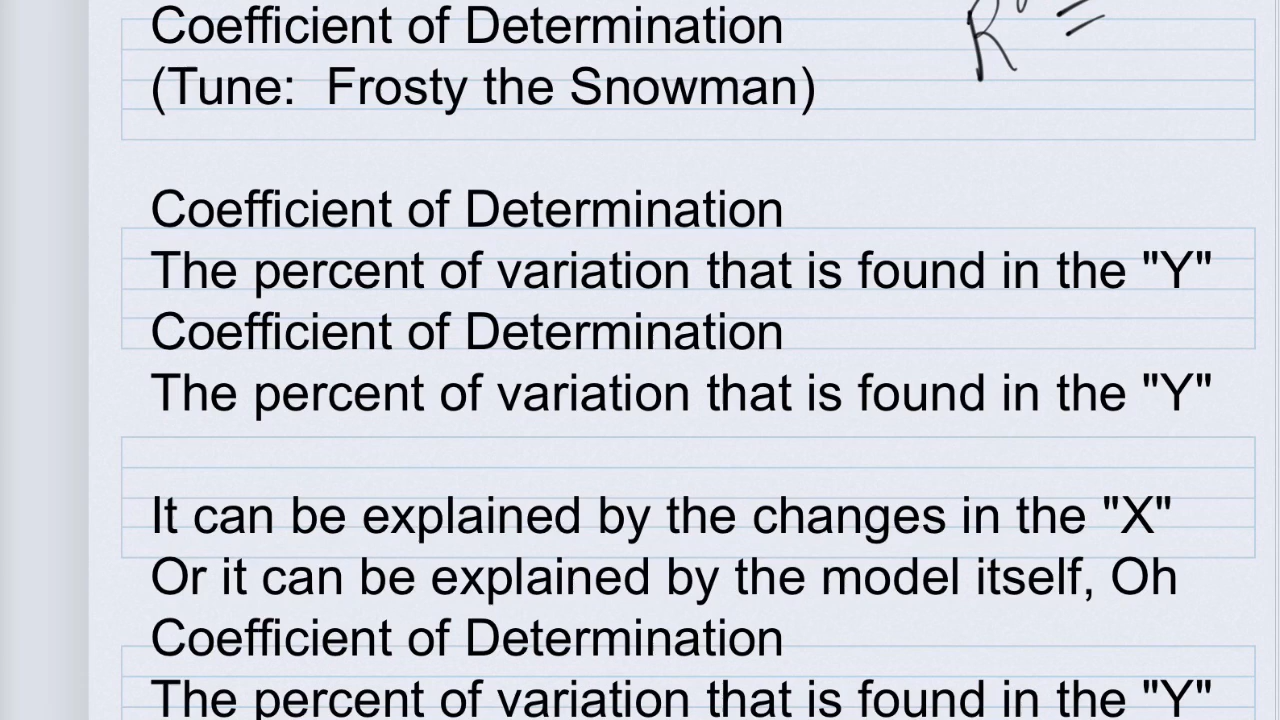 Coefficient of Determination
(Tune:  Frosty the Snowman)
Coefficient of Determination
The percent of variation that is found in the "Y"
Coefficient of Determination
The percent of variation that is found in the "Y"
It can be explained by the changes in the "X"
Or it can be explained by the model itself, Oh
Coefficient of Determination
The percent of variation that is found in the "Y"